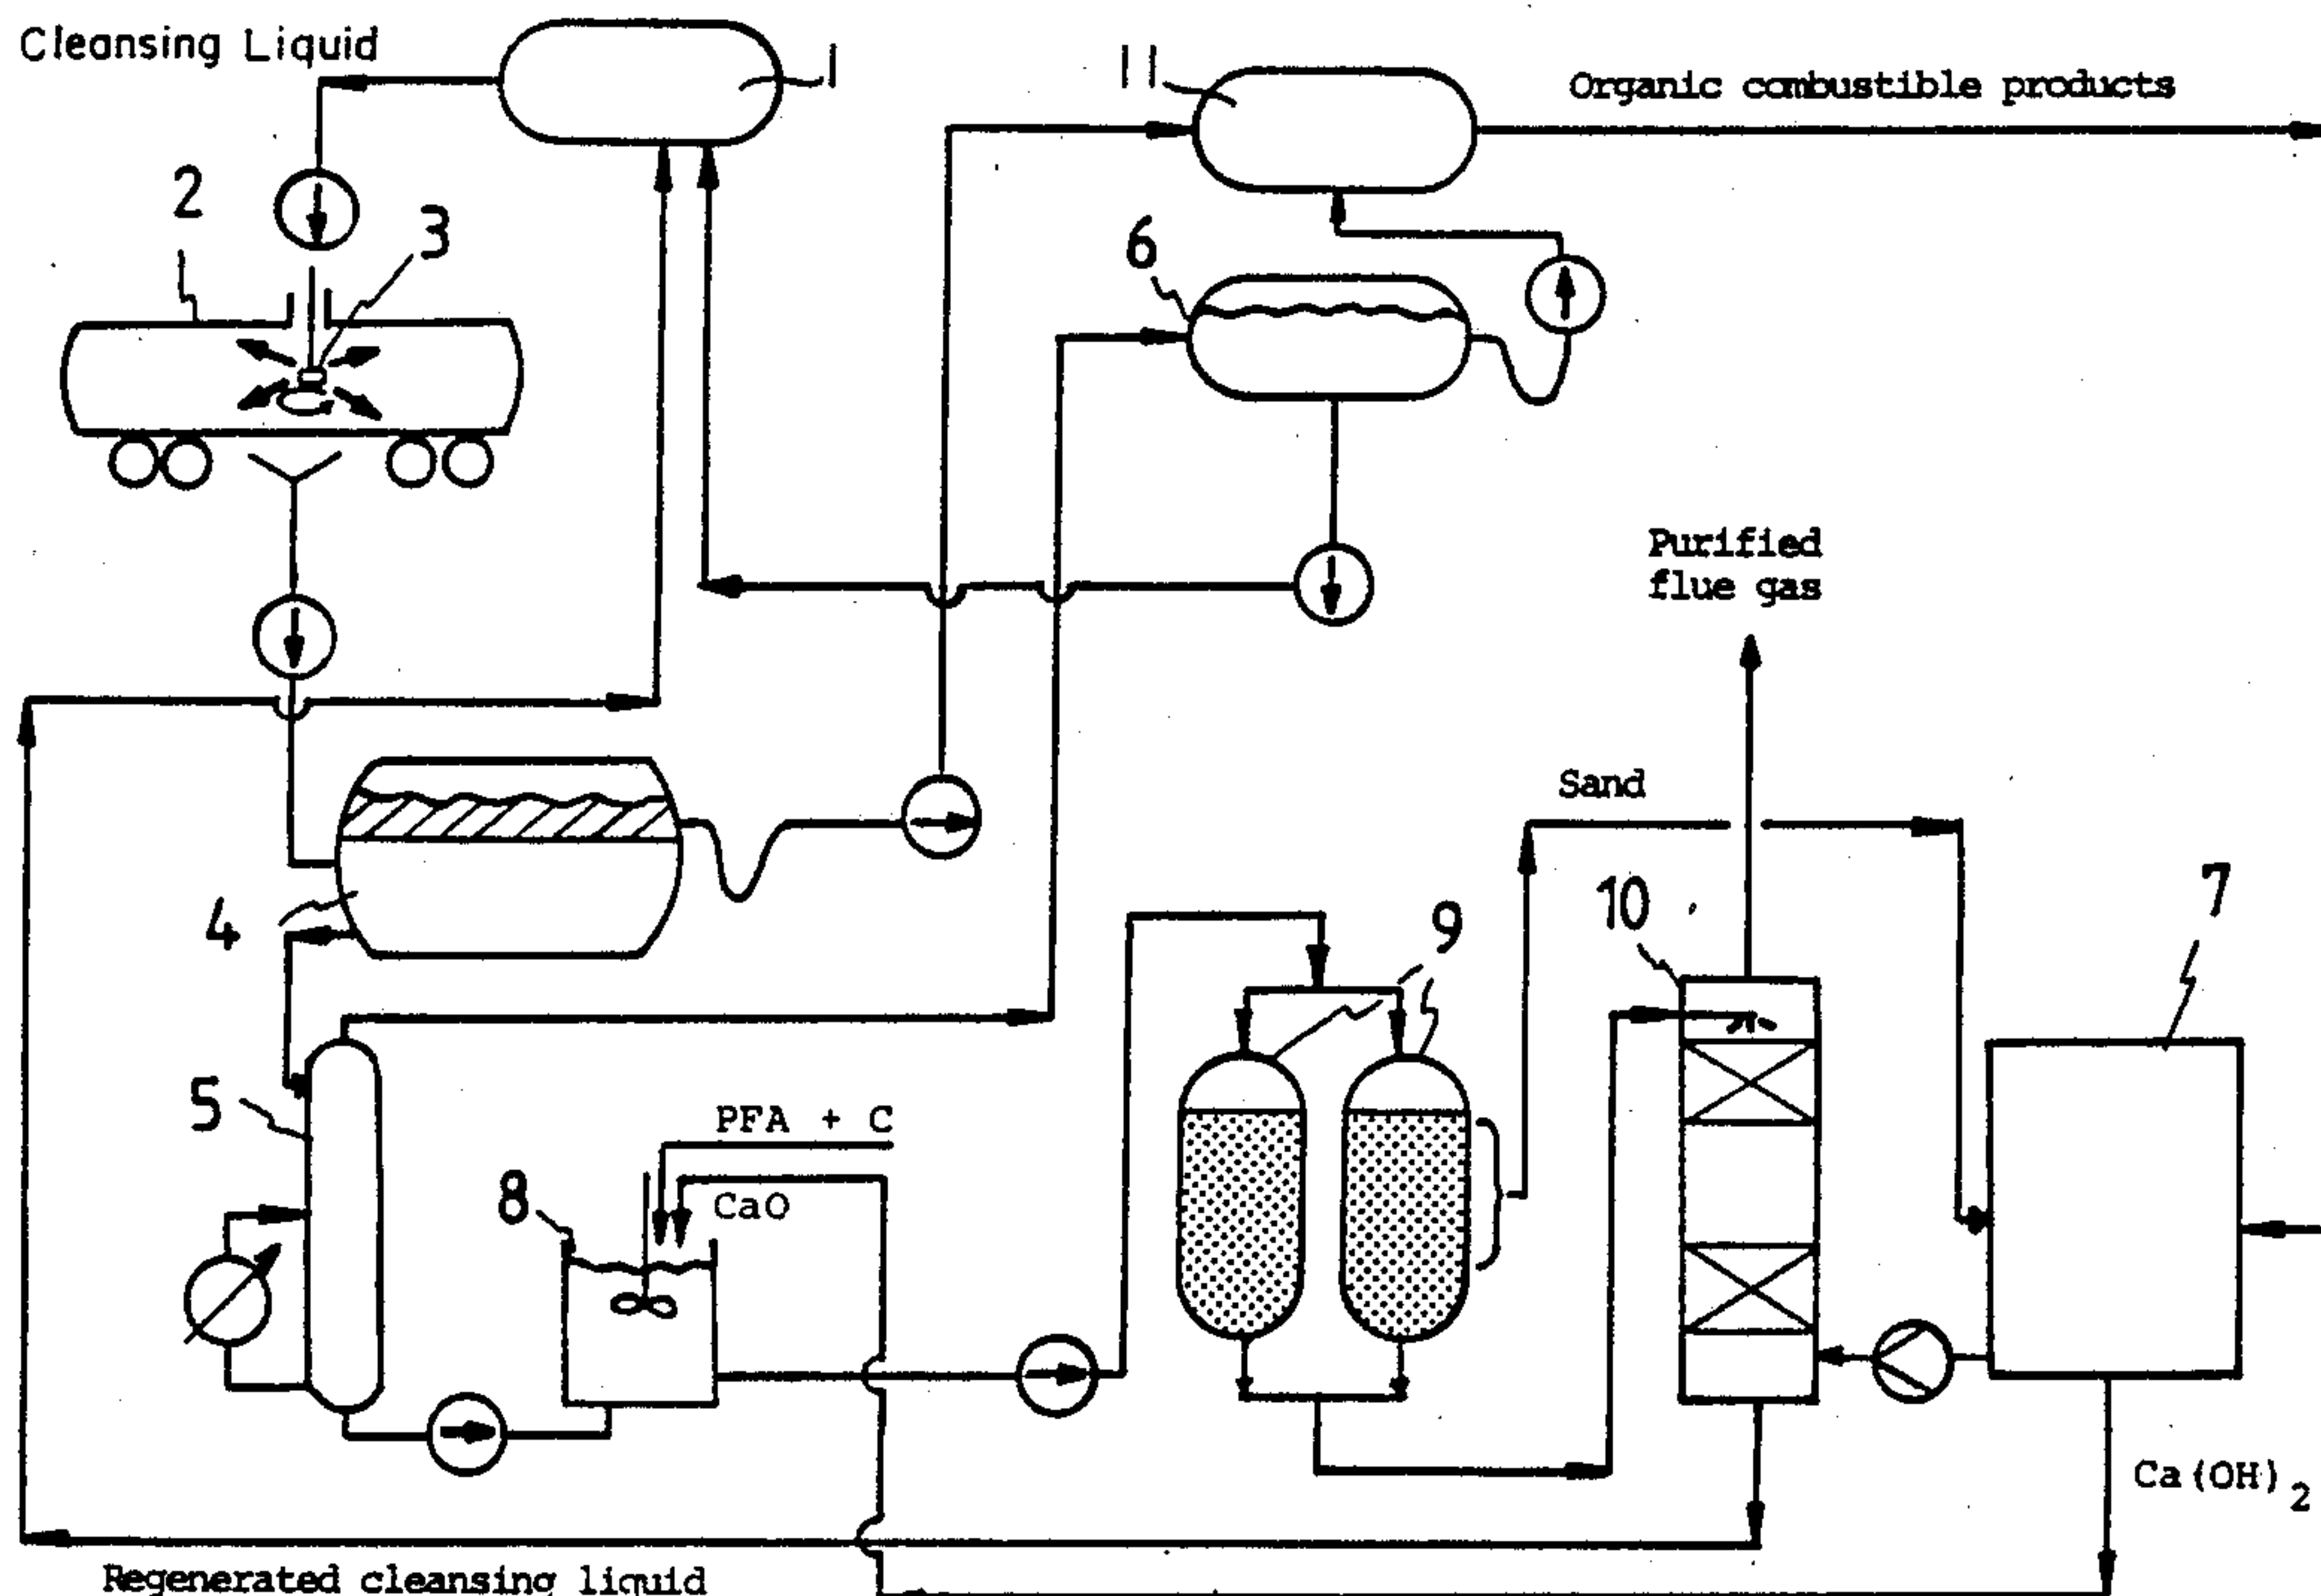 Cleansing Liquid
1
11
Organic combustible products
2
3
6
Purified
flue gas
Sand
4
9
10
7
5
PFA + C
CaO
8
Ca(OH)2
Regenerated cleansing liquid